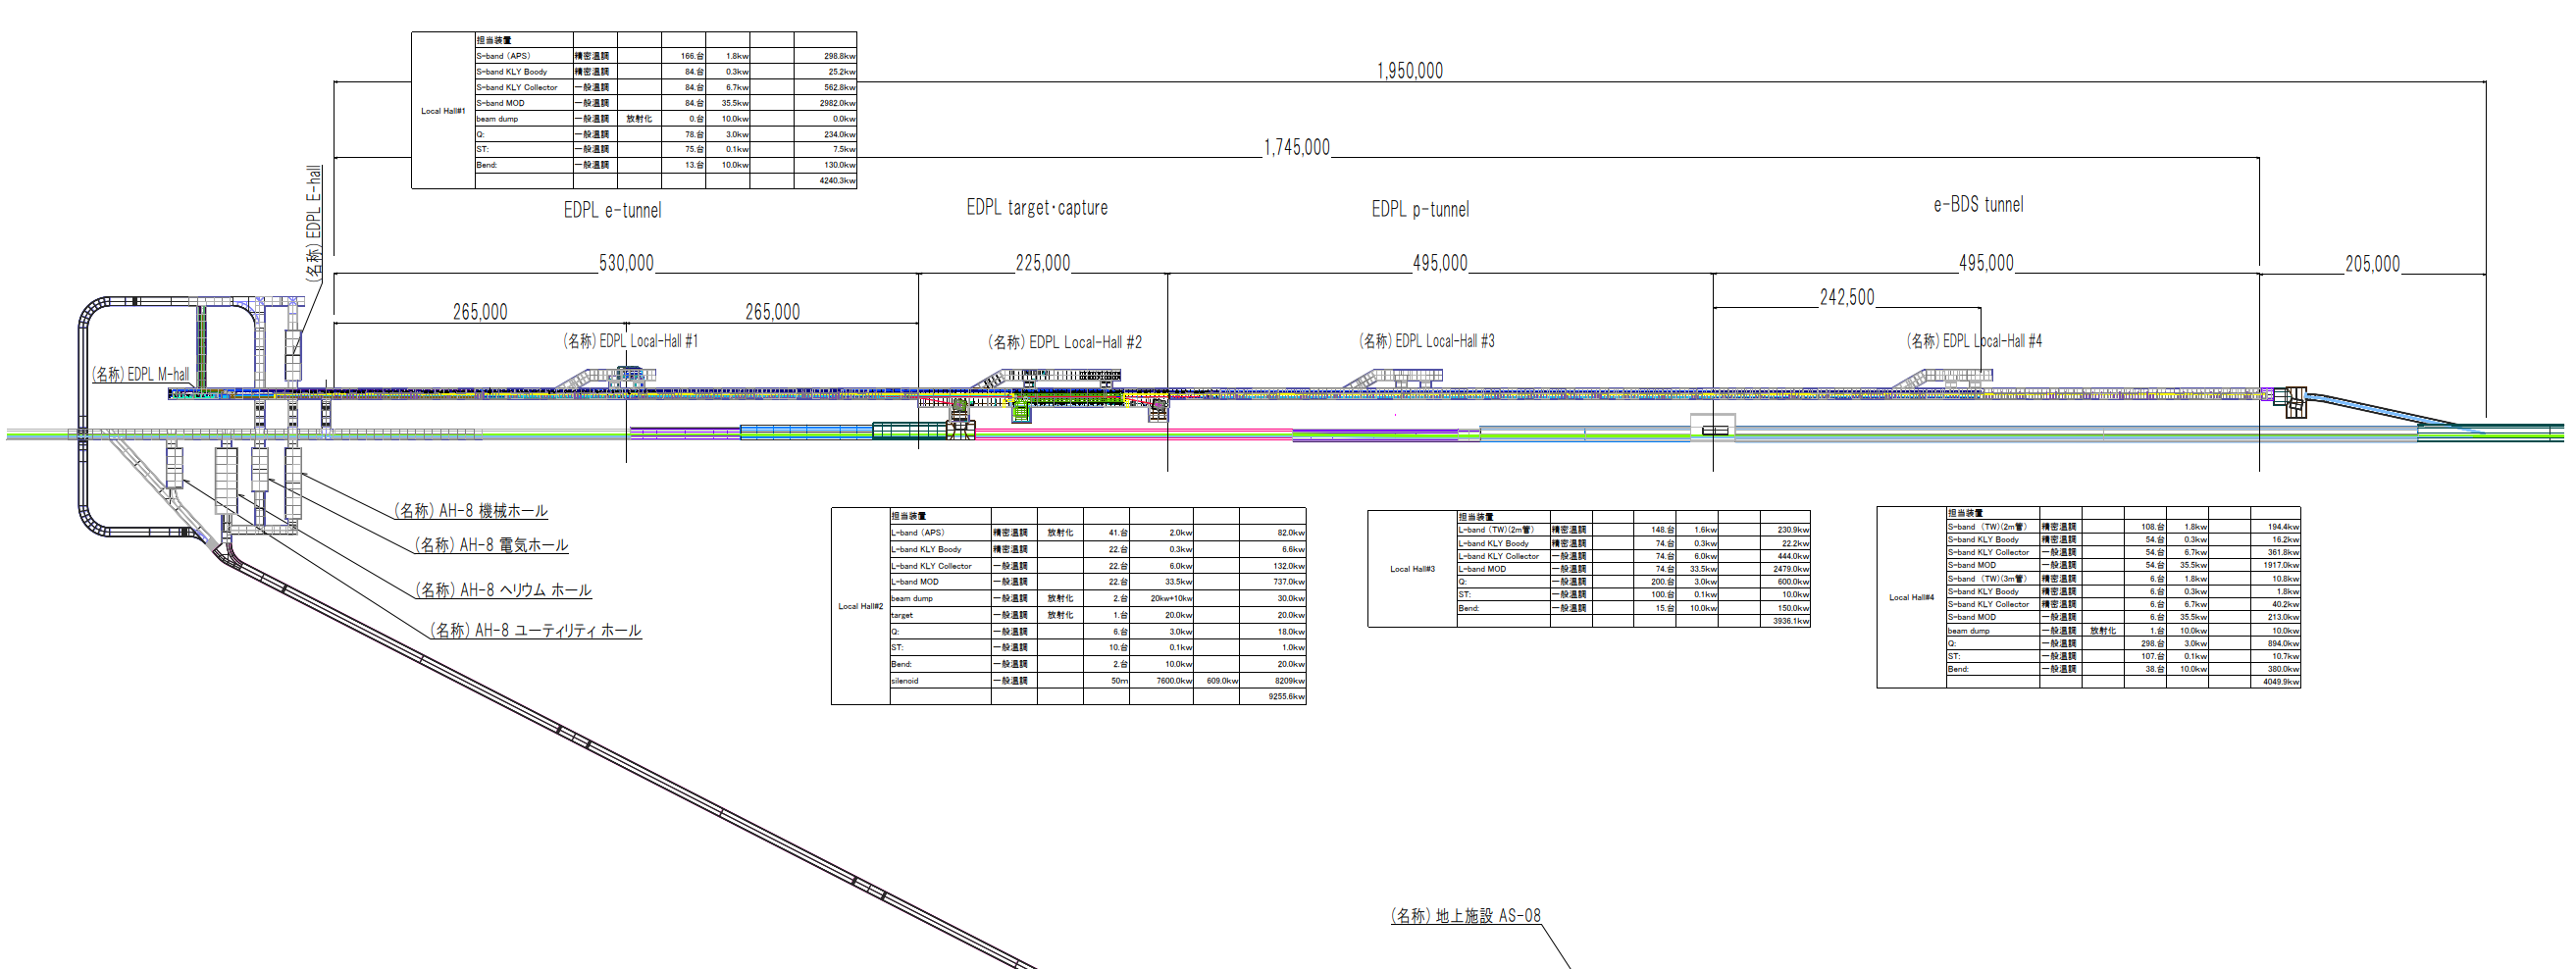 担当装置
Local Hall#1
S-band (APS) 精密温調 166.台 1.8kw 298.8kw
S-band KLY Boody 精密温調 84.台 0.3kw 25.2kw
S-band KLY Collector 一般温調 84.台 6.7kw 562.8kw
S-band MOD 一般温調 84.台 35.5kw 2982.0kw
beam dump 一般温調 放射化 0.台 10.0kw 0.0kw
Q: 一般温調 78.台 3.0kw 234.0kw
ST: 一般温調 75.台 0.1kw 7.5kw
Bend: 一般温調 13.台 10.0kw 130.0kw
4240.3kw
1,950,000
1,745,000
(名称) EDPL E-hall
EDPL e-tunnel
EDPL target・capture
EDPL p-tunnel
e-BDS tunnel
530,000
225,000
495,000
495,000
205,000
265,000
265,000
242,500
(名称) EDPL Local-Hall #1
(名称) EDPL Local-Hall #2
(名称) EDPL Local-Hall #3
(名称) EDPL Local-Hall #4
(名称) EDPL M-hall
(名称) AH-8 機械ホール
(名称) AH-8 電気ホール
(名称) AH-8 ヘリウム ホール
(名称) AH-8 ユーティリティ ホール
担当装置
Local Hall#2
L-band (APS) 精密温調 放射化 41.台 2.0kw 82.0kw
L-band KLY Boody 精密温調 22.台 0.3kw 6.6kw
L-band KLY Collector 一般温調 22.台 6.0kw 132.0kw
L-band MOD 一般温調 22.台 33.5kw 737.0kw
beam dump 一般温調 放射化 2.台 20kw+10kw 30.0kw
target 一般温調 放射化 1.台 20.0kw 20.0kw
Q: 一般温調 6.台 3.0kw 18.0kw
ST: 一般温調 10.台 0.1kw 1.0kw
Bend: 一般温調 2.台 10.0kw 20.0kw
silenoid 一般温調 50m 7600.0kw 609.0kw 8209kw
9255.6kw
担当装置
Local Hall#3
L-band (TW)(2m管) 精密温調 148.台 1.6kw 230.9kw
L-band KLY Boody 精密温調 74.台 0.3kw 22.2kw
L-band KLY Collector 一般温調 74.台 6.0kw 444.0kw
L-band MOD 一般温調 74.台 33.5kw 2479.0kw
Q: 一般温調 200.台 3.0kw 600.0kw
ST: 一般温調 100.台 0.1kw 10.0kw
Bend: 一般温調 15.台 10.0kw 150.0kw
3936.1kw
担当装置
Local Hall#4
S-band (TW)(2m管) 精密温調 108.台 1.8kw 194.4kw
S-band KLY Boody 精密温調 54.台 0.3kw 16.2kw
S-band KLY Collector 一般温調 54.台 6.7kw 361.8kw
S-band MOD 一般温調 54.台 35.5kw 1917.0kw
S-band (TW)(3m管) 精密温調 6.台 1.8kw 10.8kw
S-band KLY Boody 精密温調 6.台 0.3kw 1.8kw
S-band KLY Collector 精密温調 6.台 6.7kw 40.2kw
S-band MOD 一般温調 6.台 35.5kw 213.0kw
beam dump 一般温調 放射化 1.台 10.0kw 10.0kw
Q: 一般温調 298.台 3.0kw 894.0kw
ST: 一般温調 107.台 0.1kw 10.7kw
Bend: 一般温調 38.台 10.0kw 380.0kw
4049.9kw
(名称) 地上施設 AS-08